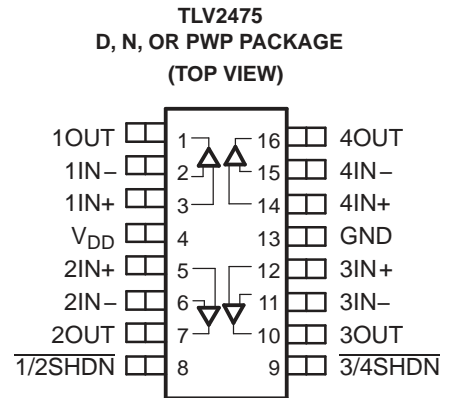 TLV2475
D, N, OR PWP PACKAGE
(TOP VIEW)
1OUT 1 16 4OUT
1IN− 2 15 4IN−
1IN+ 3 14 4IN+
VDD 4 13 GND
2IN+ 5 12 3IN+
2IN− 6 11 3IN−
2OUT 7 10 3OUT
1/2SHDN 8 9 3/4SHDN